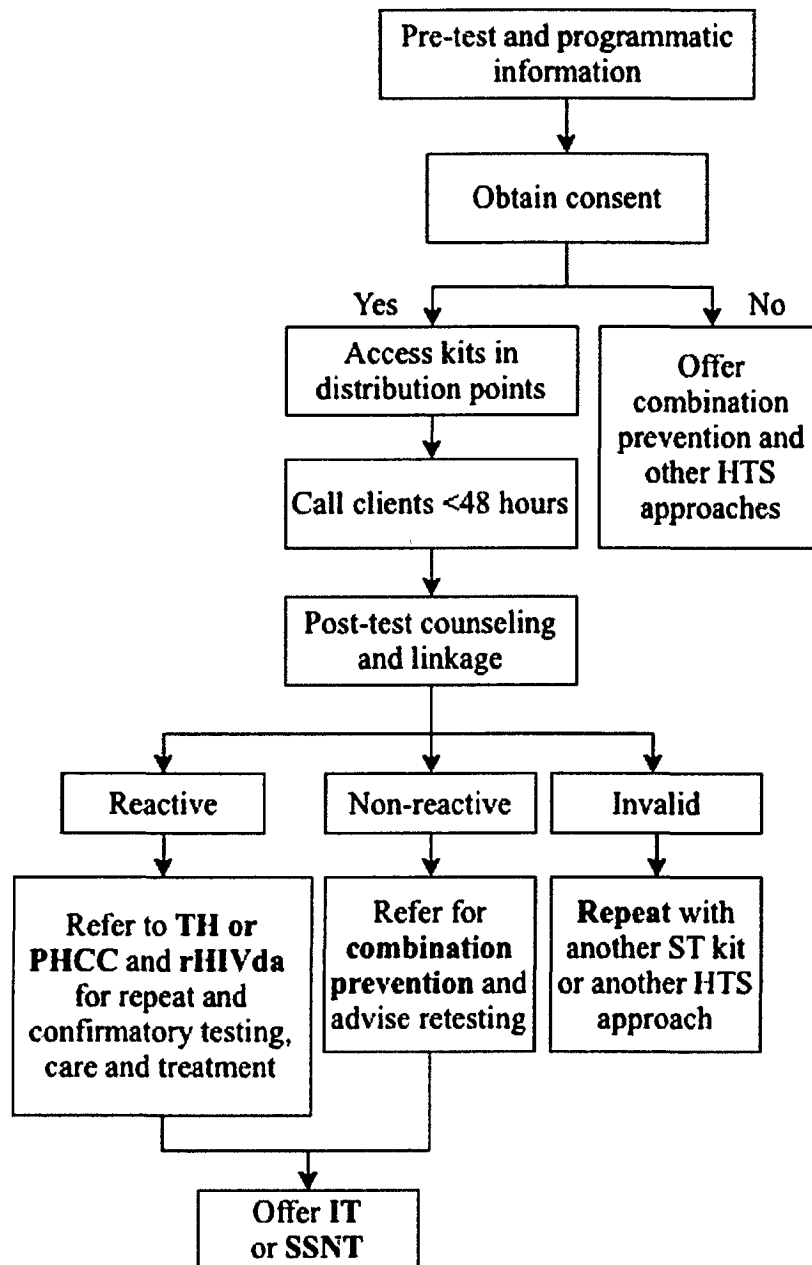 Pre-test and programmatic
information
Obtain consent
Yes
No
Access kits in
distribution points
Offer
combination
prevention and
other HTS
approaches
Call clients <48 hours
Post-test counseling
and linkage
Reactive
Non-reactive
Invalid
Refer to TH or
PHCC and rHIVda
for repeat and
confirmatory testing,
care and treatment
Refer for
combination
prevention and
advise retesting
Repeat with
another ST kit
or another HTS
approach
Offer IT
or SSNT